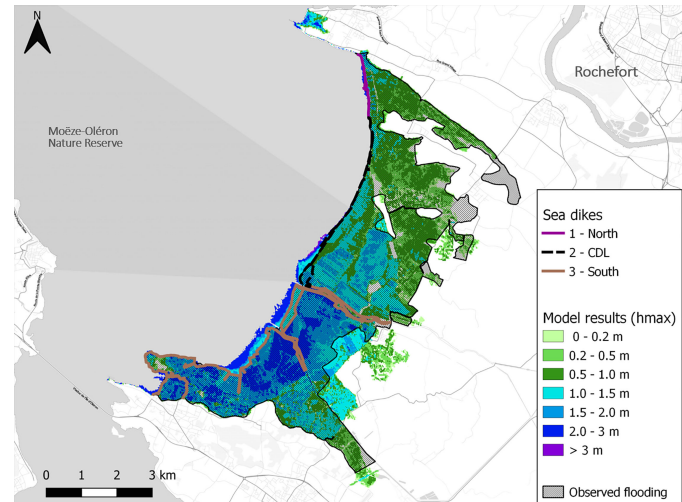 N
Rochefort
Moëze-Oléron
Nature Reserve
Sea dikes
1 - North
2 - CDL
3 - South
Model results (hmax)
0 - 0.2 m
0.2 - 0.5 m
0.5 - 1.0 m
1.0 - 1.5 m
1.5 - 2.0 m
2.0 - 3 m
> 3 m
Observed flooding
0 1 2 3 km